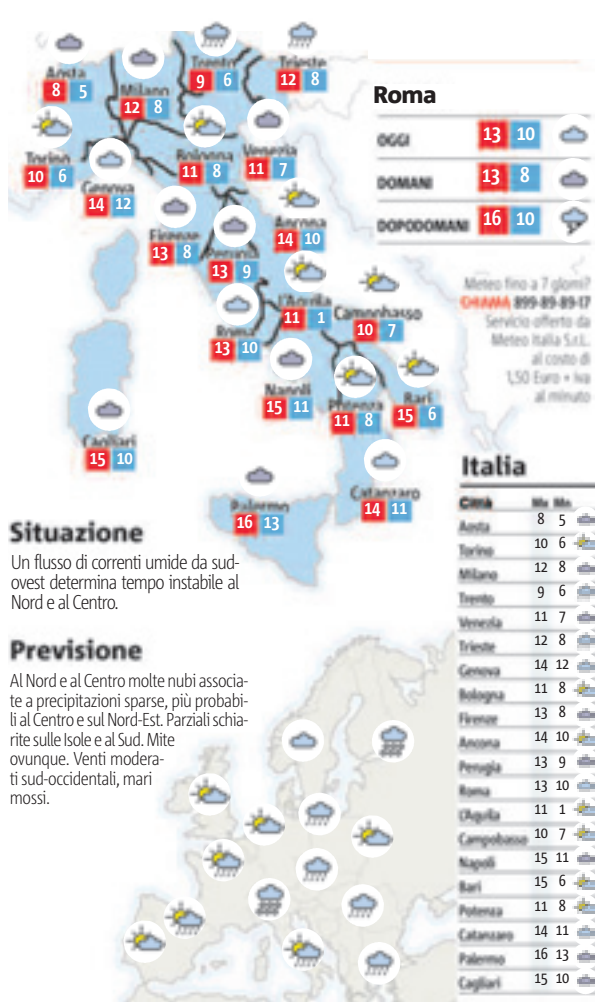 Aosta
8 5
Milano
12 8
Trento
9 6
Trieste
12 8
Torino
10 6
Genova
14 12
Bologna
11 8
Venezia
11 7
Firenze
13 8
Perugia
13 9
Ancona
14 10
L'Aquila
11 1
Campobasso
10 7
Roma
13 10
Napoli
15 11
Potenza
11 8
Bari
15 6
Cagliari
15 10
Palermo
16 13
Catanzaro
14 11
Roma
OGGI 13 10
DOMANI 13 8
DOPODOMANI 16 10
Meteo fino a 7 giorni?
CHIAMA 899-89-89-17
Servizio offerto da
Meteo Italia S.r.L.
al costo di
1,50 Euro + iva
al minuto
Situazione
Un flusso di correnti umide da sud-
ovest determina tempo instabile al
Nord e al Centro.
Previsione
Al Nord e al Centro molte nubi associa-
te a precipitazioni sparse, più probabi-
li al Centro e sul Nord-Est. Parziali schia-
rite sulle Isole e al Sud. Mite
ovunque. Venti modera-
ti sud-occidentali, mari
mossi.
Italia
Città Ma Mn
Aosta 8 5
Torino 10 6
Milano 12 8
Trento 9 6
Venezia 11 7
Trieste 12 8
Genova 14 12
Bologna 11 8
Firenze 13 8
Ancona 14 10
Perugia 13 9
Roma 13 10
L'Aquila 11 1
Campobasso 10 7
Napoli 15 11
Bari 15 6
Potenza 11 8
Catanzaro 14 11
Palermo 16 13
Cagliari 15 10